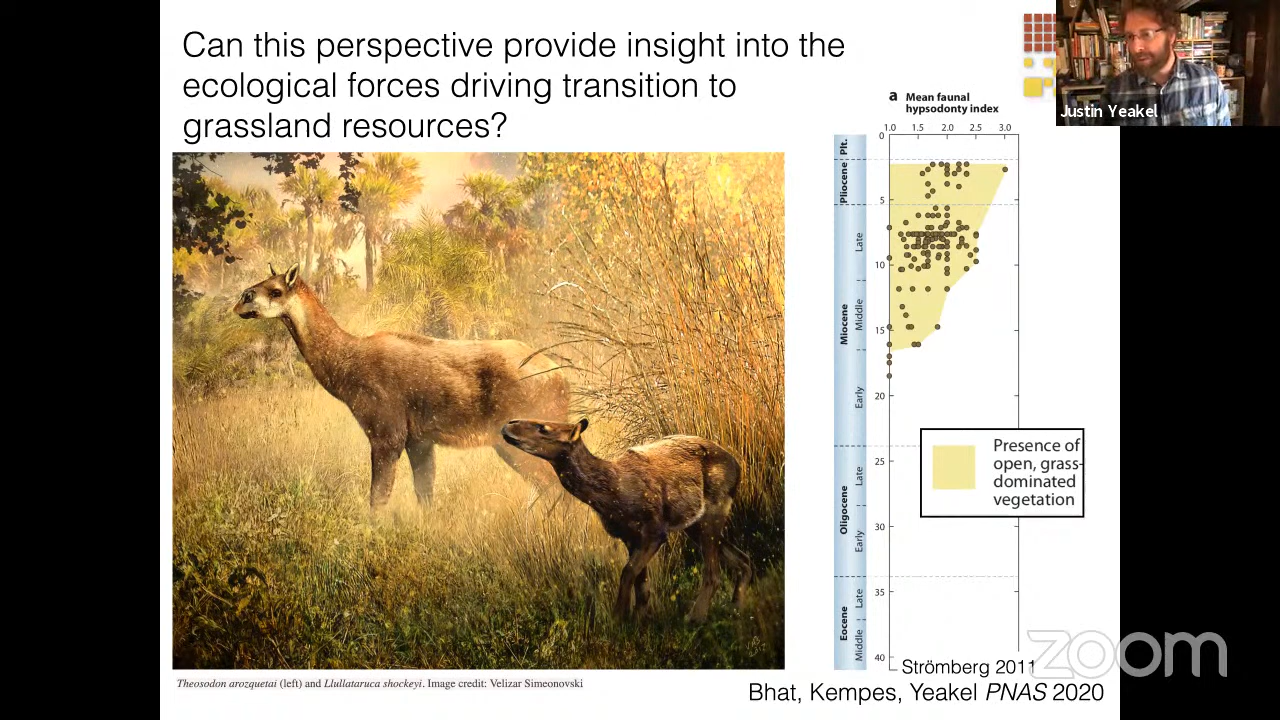 Can this perspective provide insight into the
ecological forces driving transition to
grassland resources?
Justin Yeakel
a Mean faunal
hypsodonty index
1.0 1.5 2.0 2.5 3.0
0
5
10
15
20
25
30
35
40
Plt.
Pliocene
Miocene
Late
Middle
Early
Oligocene
Late
Early
Eocene
Late
Middle
Presence of
open, grass-
dominated
vegetation
Strömberg 2011
zoom
Theosodon arozquetai (left) and Llullataruca shockeyi. Image credit: Velizar Simeonovski
Bhat, Kempes, Yeakel PNAS 2020